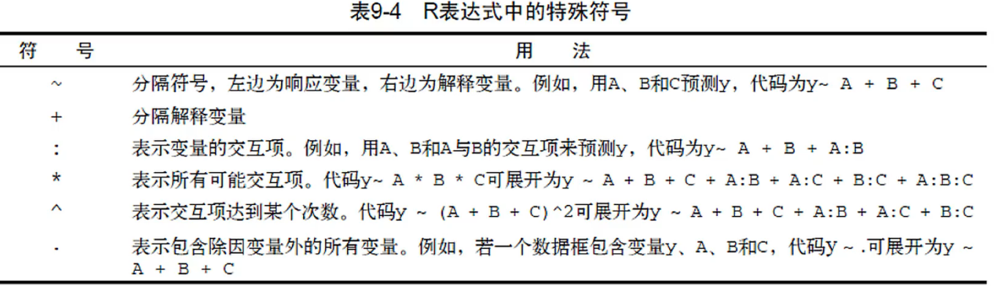 表9-4 R表达式中的特殊符号
符 号 用 法
~ 分隔符号，左边为响应变量，右边为解释变量。例如，用A、B和C预测y，代码为y~ A + B + C
+ 分隔解释变量
: 表示变量的交互项。例如，用A、B和A与B的交互项来预测y，代码为y~ A + B + A:B
* 表示所有可能交互项。代码y~ A * B * C可展开为y ~ A + B + C + A:B + A:C + B:C + A:B:C
^ 表示交互项达到某个次数。代码y ~ (A + B + C)^2可展开为y ~ A + B + C + A:B + A:C + B:C
. 表示包含除因变量外的所有变量。例如，若一个数据框包含变量y、A、B和C，代码y ~ .可展开为y ~
A + B + C